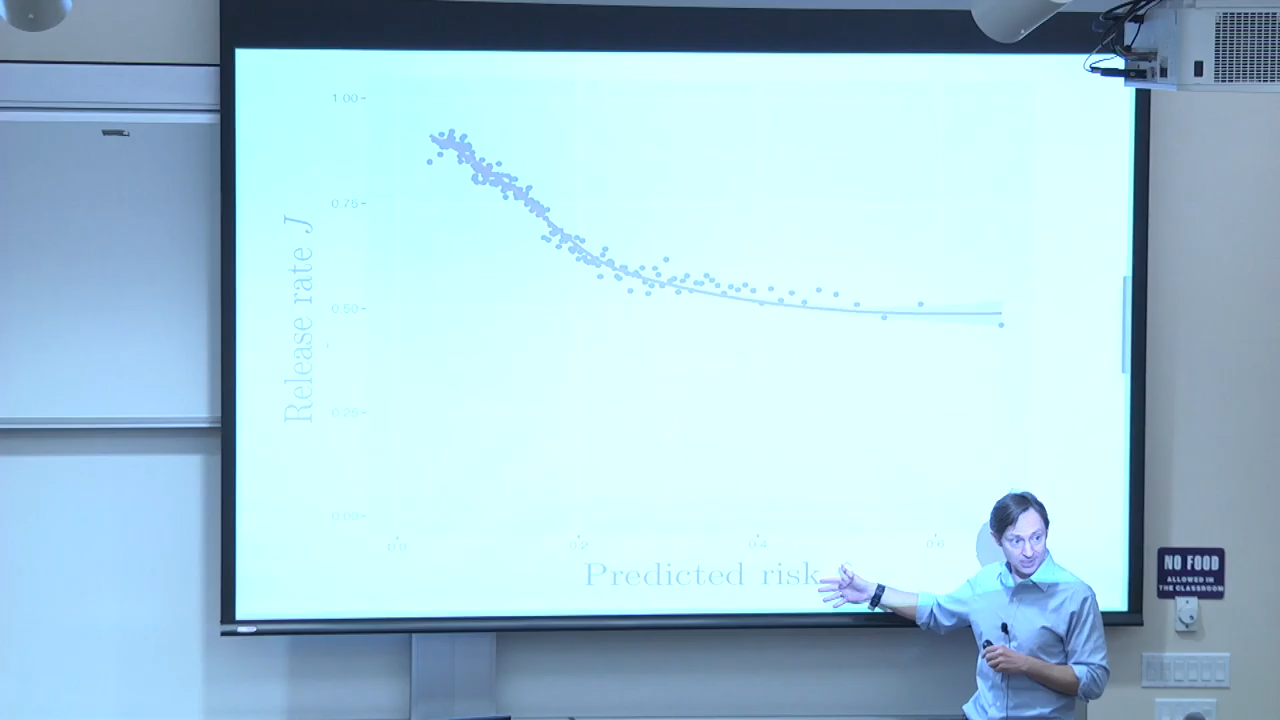 1.00
0.75
0.50
0.25
0.00
Release rate J
0.0
0.2
0.4
0.6
Predicted risk
NO FOOD
ALLOWED IN
THE CLASSROOM